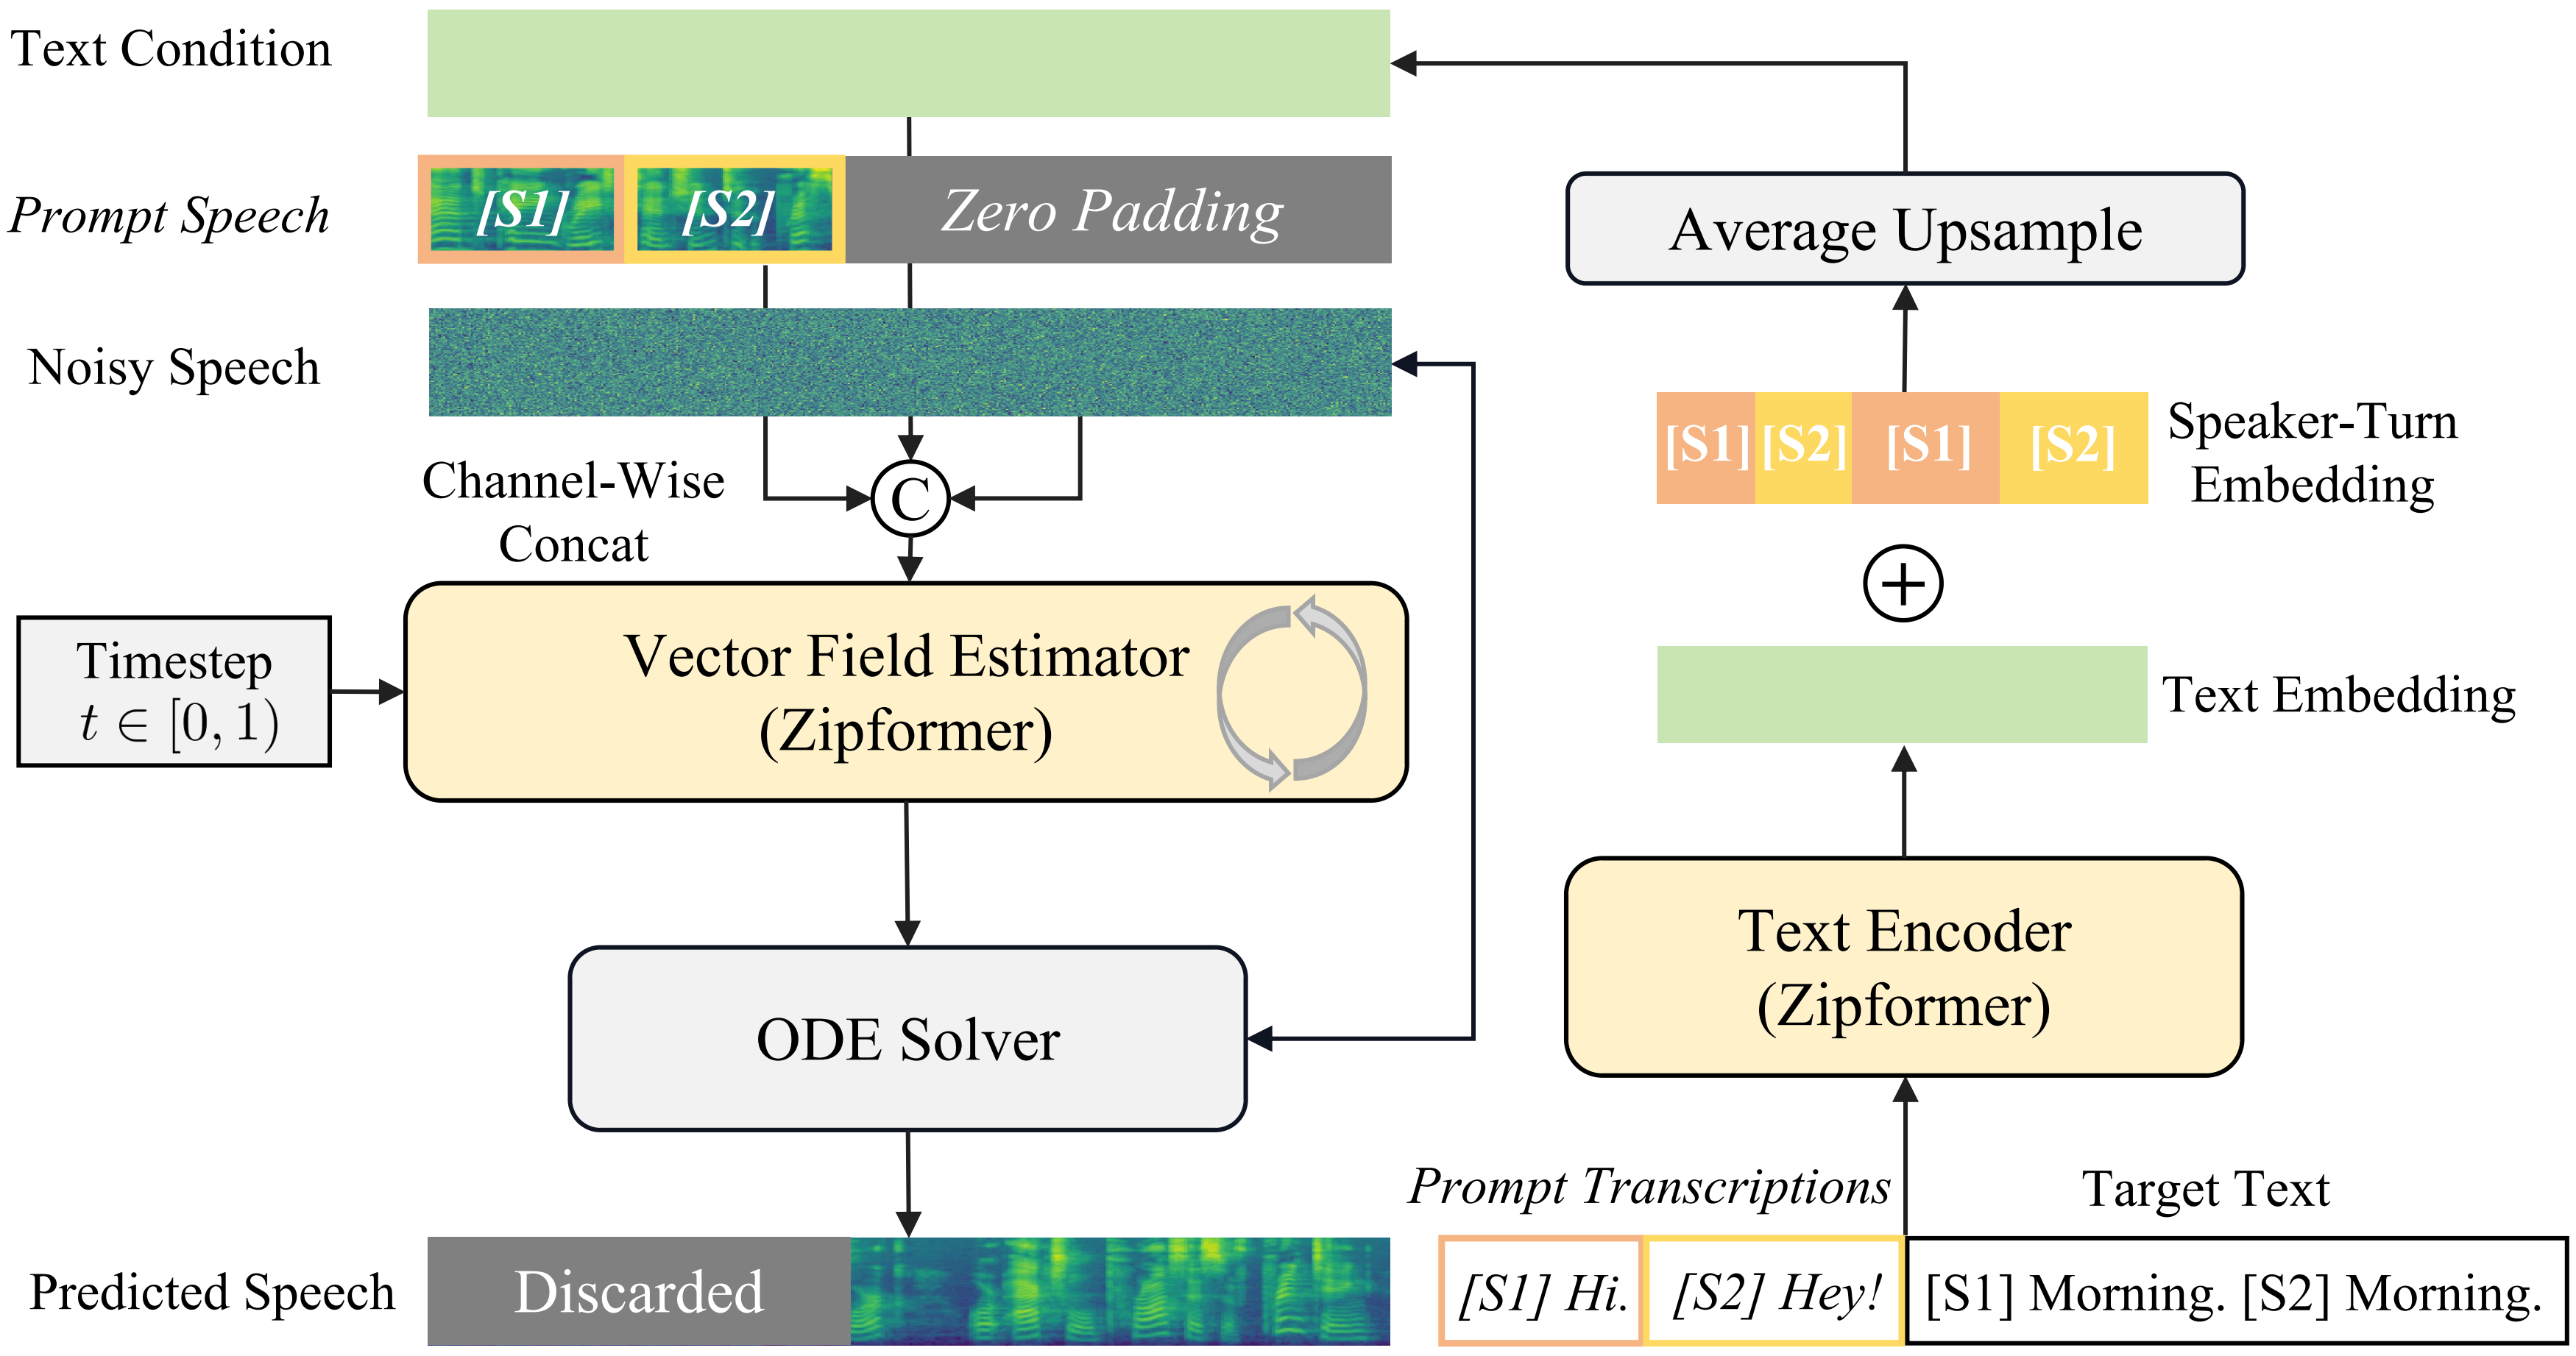 Text Condition
Prompt Speech
[S1]
[S2]
Zero Padding
Noisy Speech
Channel-Wise
Concat
C
Timestep
t ∈ [0, 1)
Vector Field Estimator
(Zipformer)
ODE Solver
Predicted Speech
Discarded
Average Upsample
[S1] [S2] [S1] [S2]
Speaker-Turn
Embedding
+
Text Embedding
Text Encoder
(Zipformer)
Prompt Transcriptions
Target Text
[S1] Hi.
[S2] Hey!
[S1] Morning. [S2] Morning.